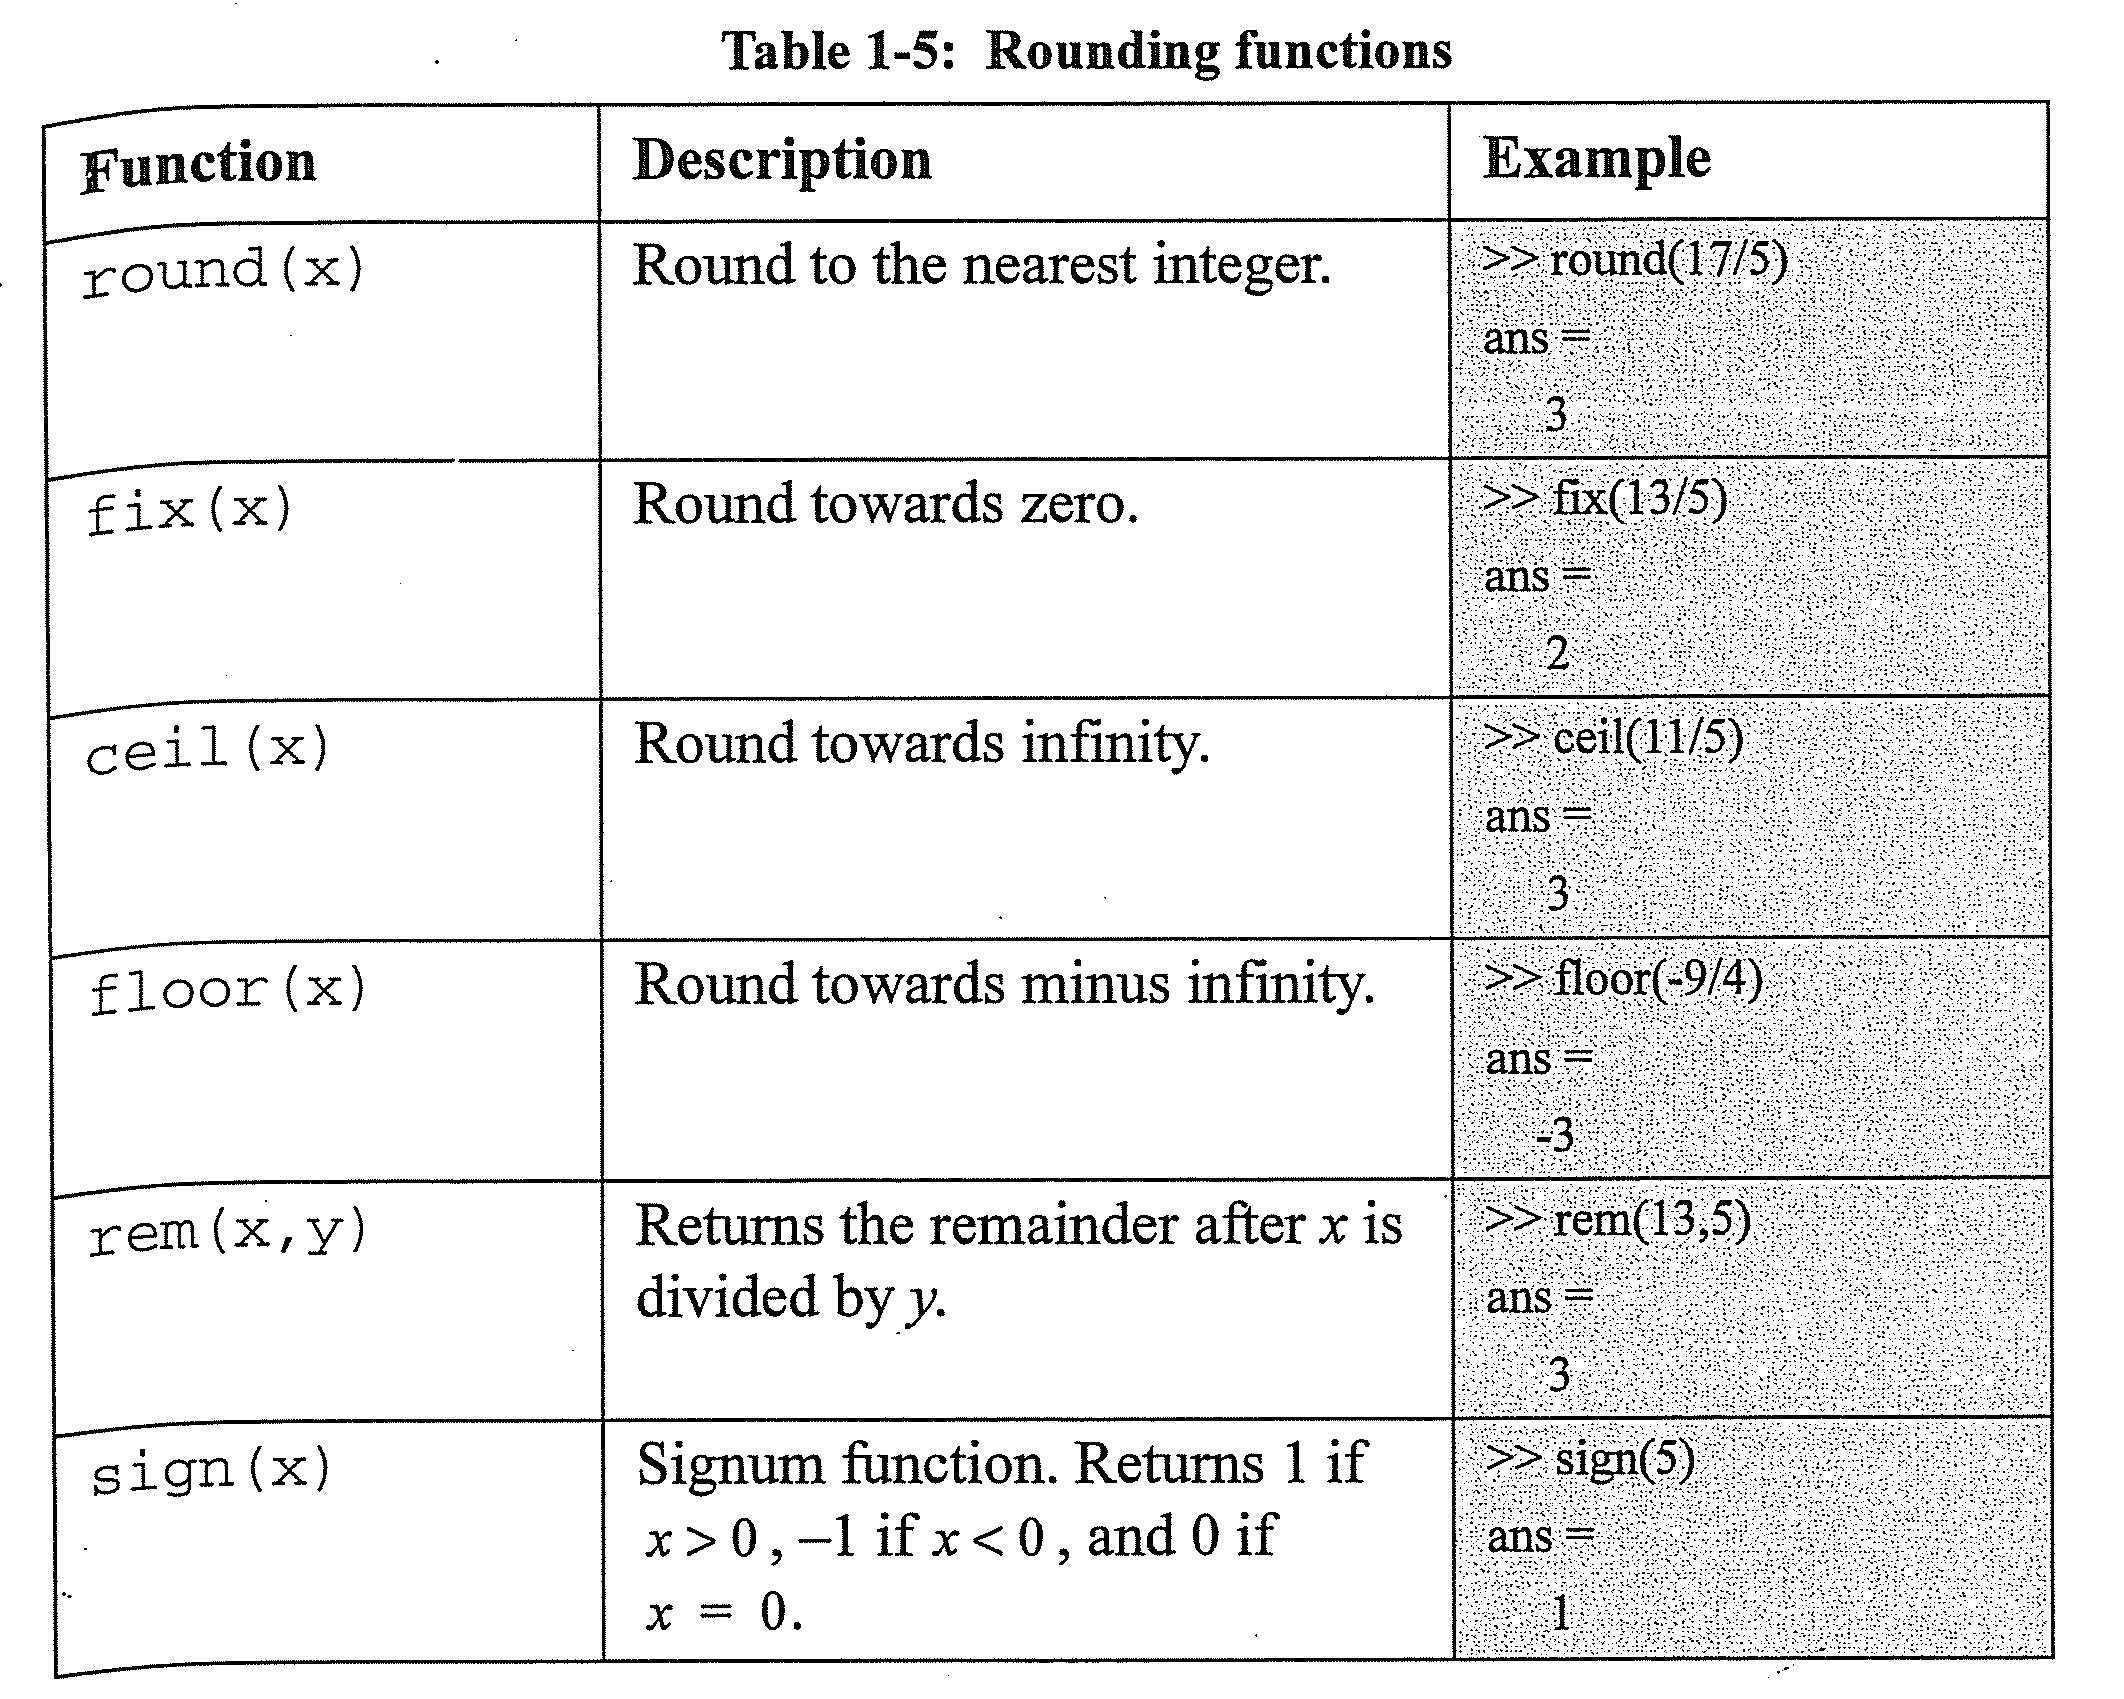 Table 1-5: Rounding functions
Function
Description
Example
round(x)
Round to the nearest integer.
>> round(17/5)
ans =
3
fix(x)
Round towards zero.
>> fix(13/5)
ans =
2
ceil(x)
Round towards infinity.
>> ceil(11/5)
ans =
3
floor(x)
Round towards minus infinity.
>> floor(-9/4)
ans =
-3
rem(x,y)
Returns the remainder after x is
divided by y.
>> rem(13,5)
ans =
3
sign(x)
Signum function. Returns 1 if
x > 0 , –1 if x < 0 , and 0 if
x = 0.
>> sign(5)
ans =
1